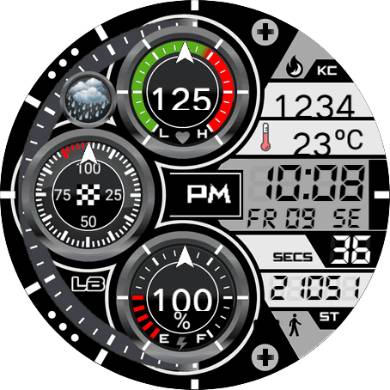 KC
1234
125
L H
23°C
100
75 25
50
10:08
PM
FR 09 SE
SECS 36
21051
ST
100
%
E F
LB